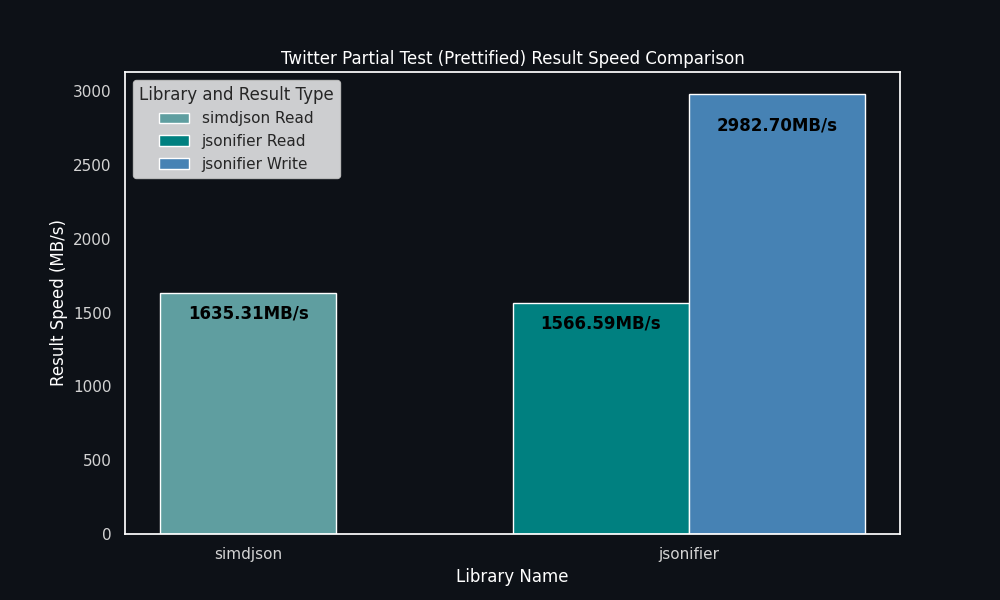 Twitter Partial Test (Prettified) Result Speed Comparison
Library and Result Type
simdjson Read
jsonifier Read
jsonifier Write
Result Speed (MB/s)
3000
2500
2000
1500
1000
500
0
1635.31MB/s
1566.59MB/s
2982.70MB/s
simdjson
jsonifier
Library Name